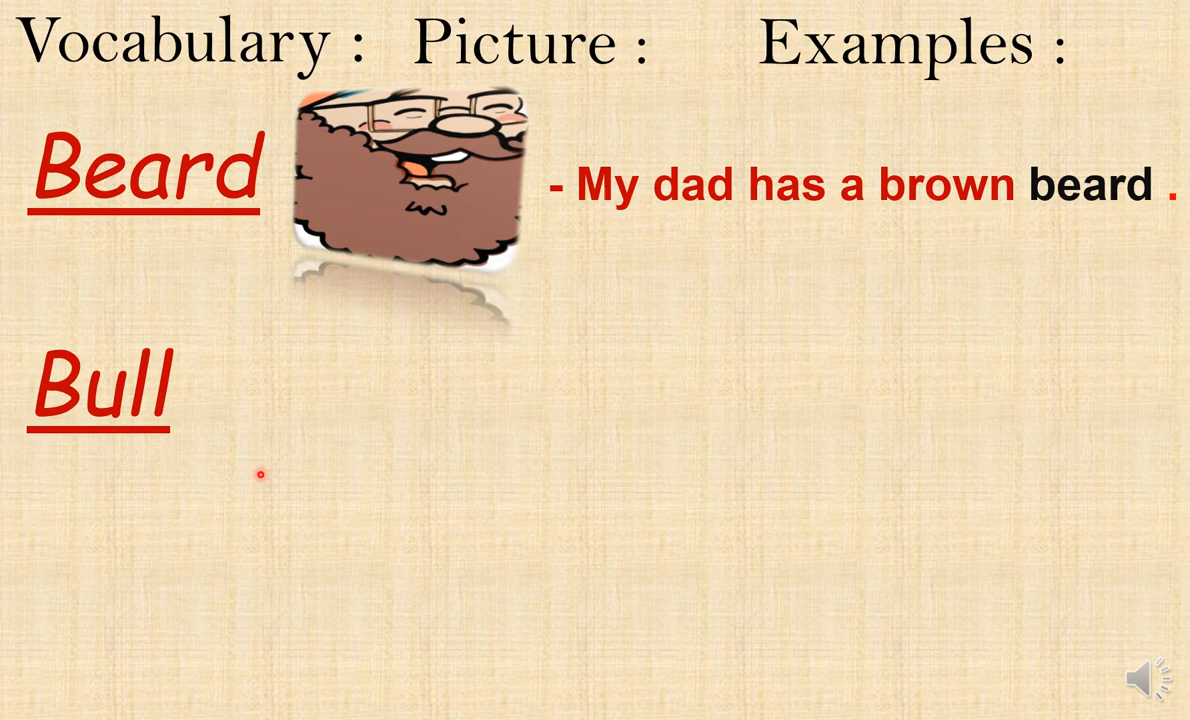 Vocabulary : Picture : Examples :
Beard
- My dad has a brown beard .
Bull